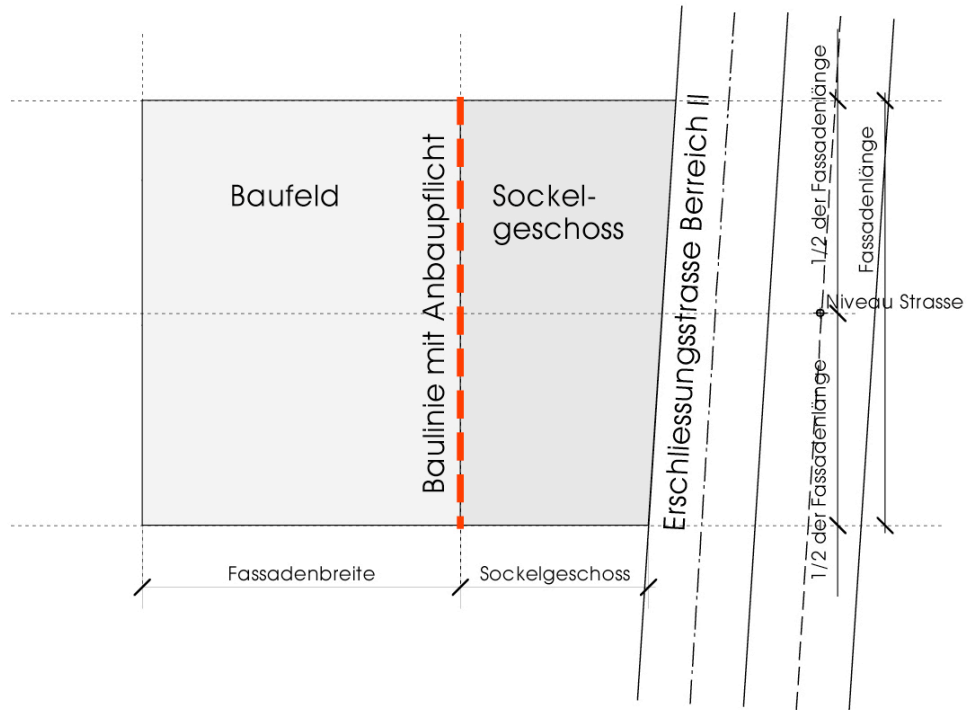 Baufeld
Baulinie mit Anbaupflicht
Sockel-
geschoss
Erschliessungsstrasse Berreich II
1/2 der Fassadenlänge
Fassadenlänge
Niveau Strasse
1/2 der Fassadenlänge
Fassadenbreite
Sockelgeschoss